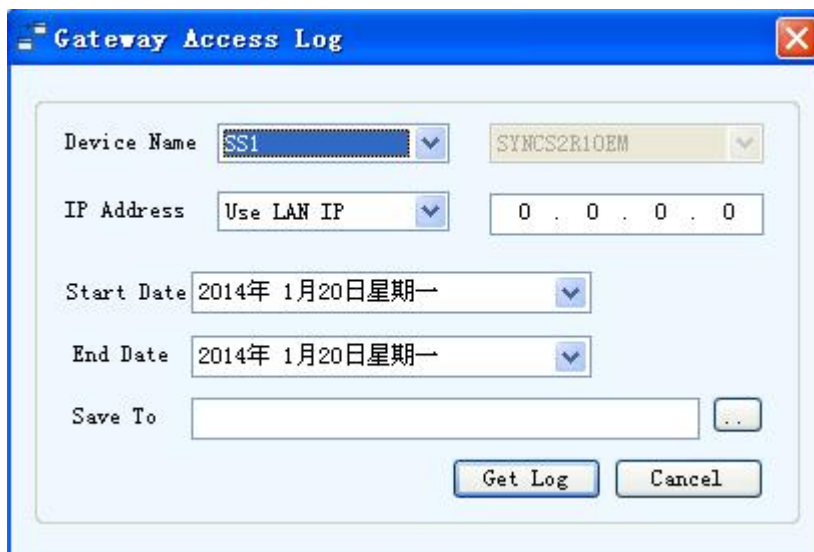 Gateway Access Log
Device Name SS1 SYNCS2R10EM
IP Address Use LAN IP 0 . 0 . 0 . 0
Start Date 2014年 1月20日星期一
End Date 2014年 1月20日星期一
Save To ..
Get Log Cancel